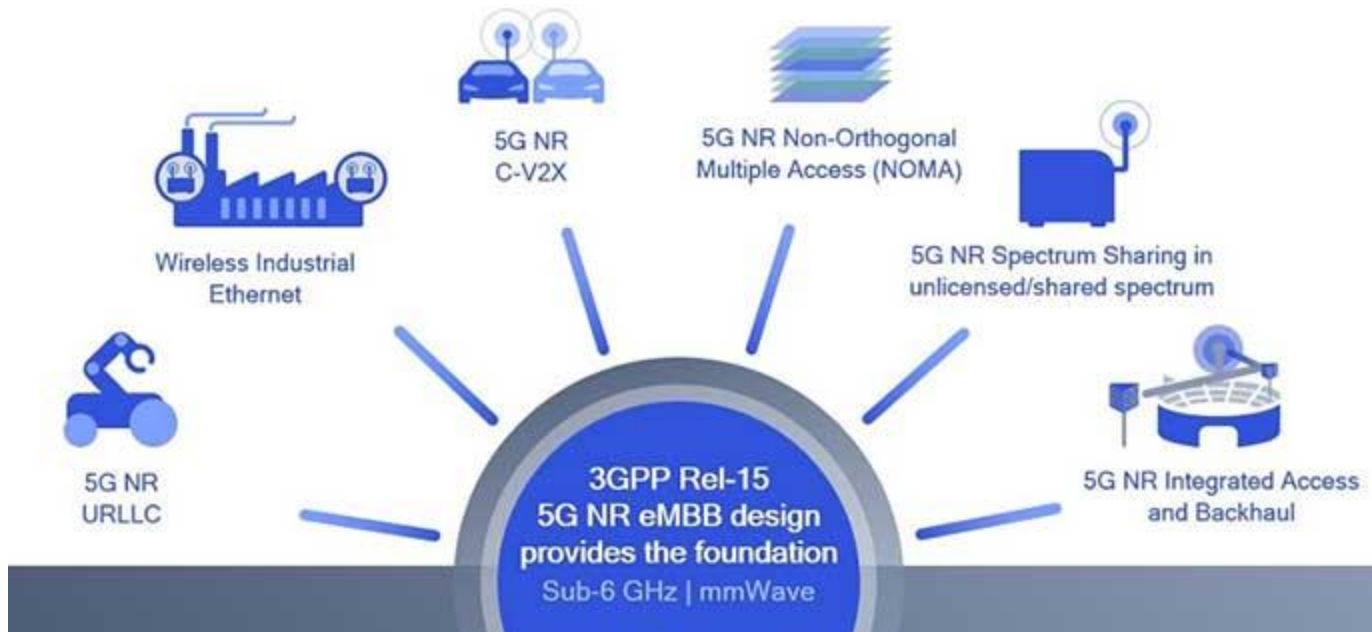 5G NR
C-V2X
5G NR Non-Orthogonal
Multiple Access (NOMA)
Wireless Industrial
Ethernet
5G NR Spectrum Sharing in
unlicensed/shared spectrum
5G NR
URLLC
5G NR Integrated Access
and Backhaul
3GPP Rel-15
5G NR eMBB design
provides the foundation
Sub-6 GHz | mmWave